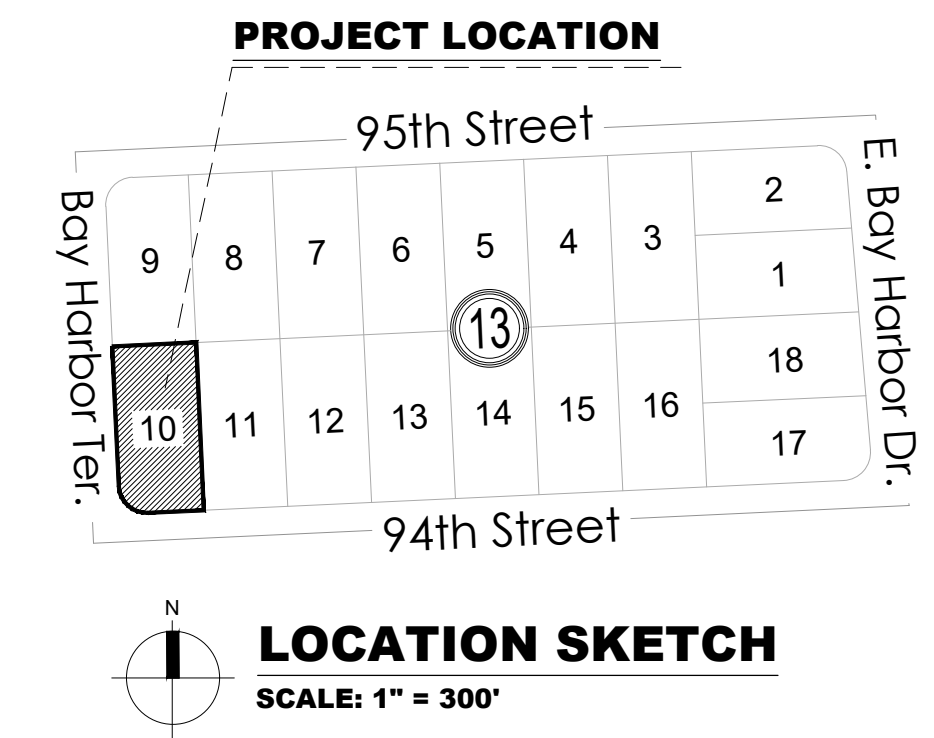 PROJECT LOCATION
95th Street
Bay Harbor Ter.
E. Bay Harbor Dr.
9
8
7
6
5
4
3
2
1
13
10
11
12
13
14
15
16
18
17
94th Street
N
LOCATION SKETCH
SCALE: 1" = 300'